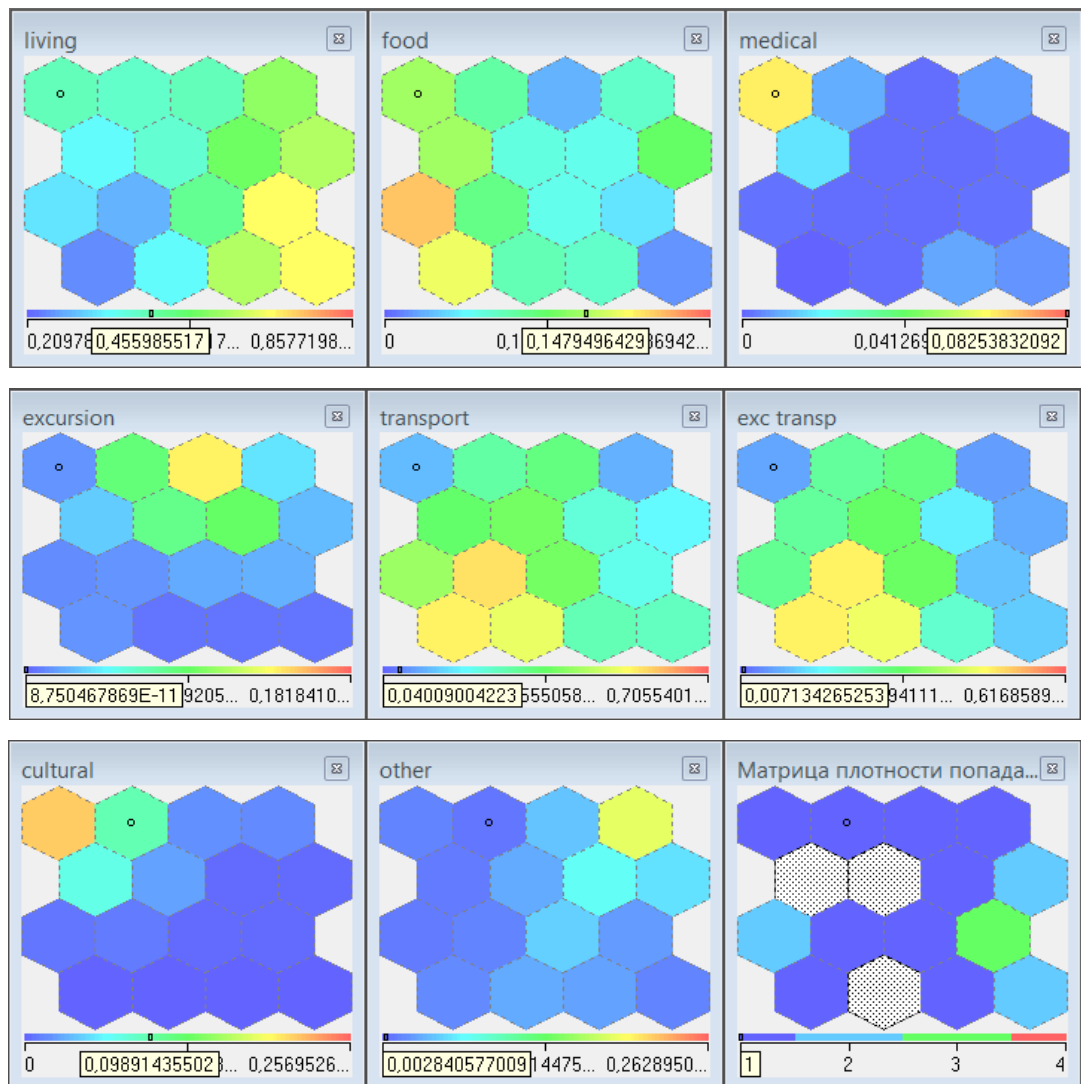 living
food
medical
0,20978 0,455985517 7... 0,8577198...
0 0,1 0,1479496429 36942...
0 0,041269 0,08253832092
excursion
transport
exc transp
8,750467869E-11 9205... 0,1818410...
0,04009004223 555058... 0,7055401...
0,007134265253 94111... 0,6168589...
cultural
other
Матрица плотности попада...
0 0,09891435502 3... 0,2569526...
0,002840577009 14475... 0,2628950...
1 2 3 4